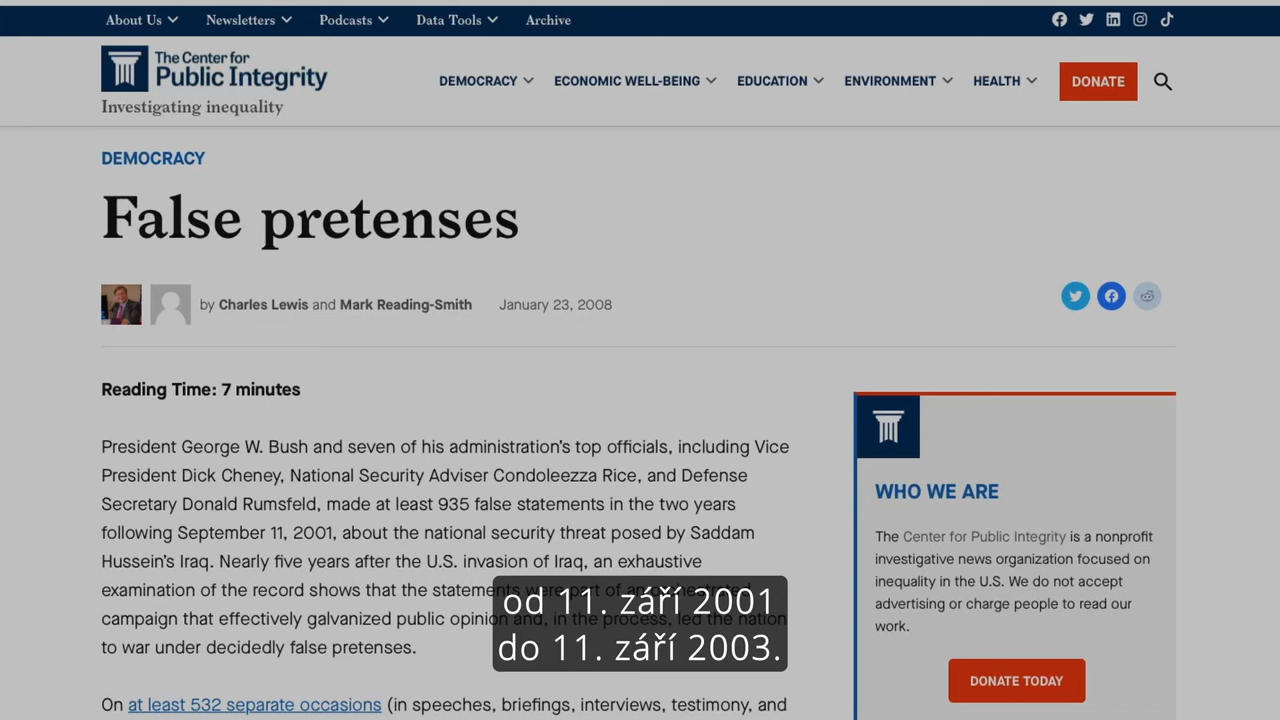 About Us Newsletters Podcasts Data Tools Archive
The Center for
Public Integrity
Investigating inequality
DEMOCRACY ECONOMIC WELL-BEING EDUCATION ENVIRONMENT HEALTH DONATE
DEMOCRACY
False pretenses
by Charles Lewis and Mark Reading-Smith January 23, 2008
Reading Time: 7 minutes
President George W. Bush and seven of his administration's top officials, including Vice
President Dick Cheney, National Security Adviser Condoleezza Rice, and Defense
Secretary Donald Rumsfeld, made at least 935 false statements in the two years
following September 11, 2001, about the national security threat posed by Saddam
Hussein's Iraq. Nearly five years after the U.S. invasion of Iraq, an exhaustive
examination of the record shows that the statements were part of an orchestrated
campaign that effectively galvanized public opinion and, in the process, led the nation
to war under decidedly false pretenses.
On at least 532 separate occasions (in speeches, briefings, interviews, testimony, and
WHO WE ARE
The Center for Public Integrity is a nonprofit
investigative news organization focused on
inequality in the U.S. We do not accept
advertising or charge people to read our
work.
DONATE TODAY
od 11. září 2001
do 11. září 2003.